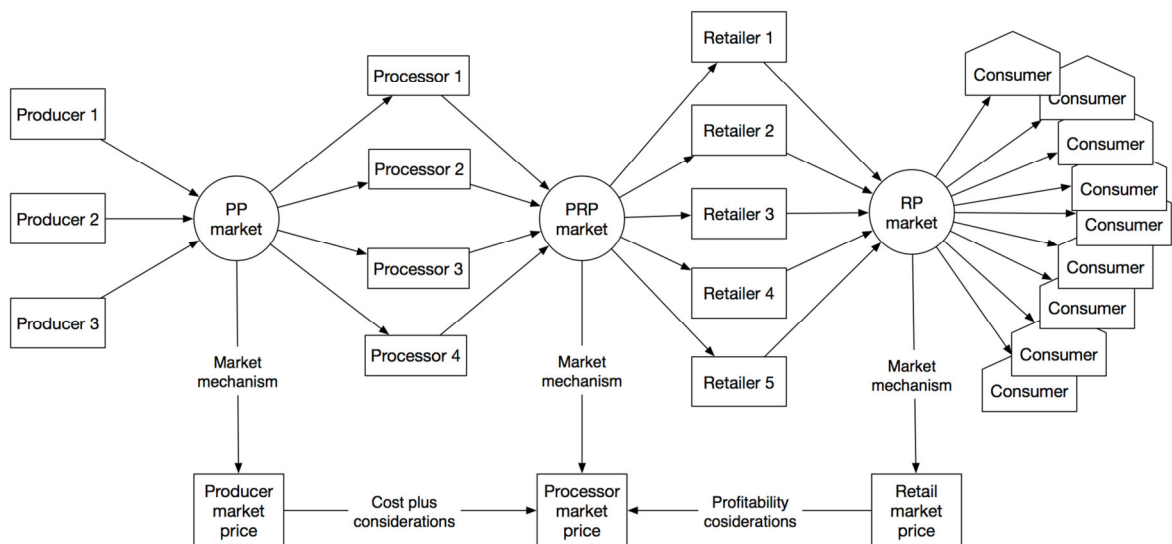 Producer 1
Producer 2
Producer 3
PP
market
Processor 1
Processor 2
Processor 3
Processor 4
PRP
market
Retailer 1
Retailer 2
Retailer 3
Retailer 4
Retailer 5
RP
market
Consumer
Consumer
Consumer
Consumer
Consumer
Consumer
Consumer
Consumer
Consumer
Market
mechanism
Market
mechanism
Market
mechanism
Producer
market
price
Cost plus
considerations
Processor
market
price
Profitability
cosiderations
Retail
market
price